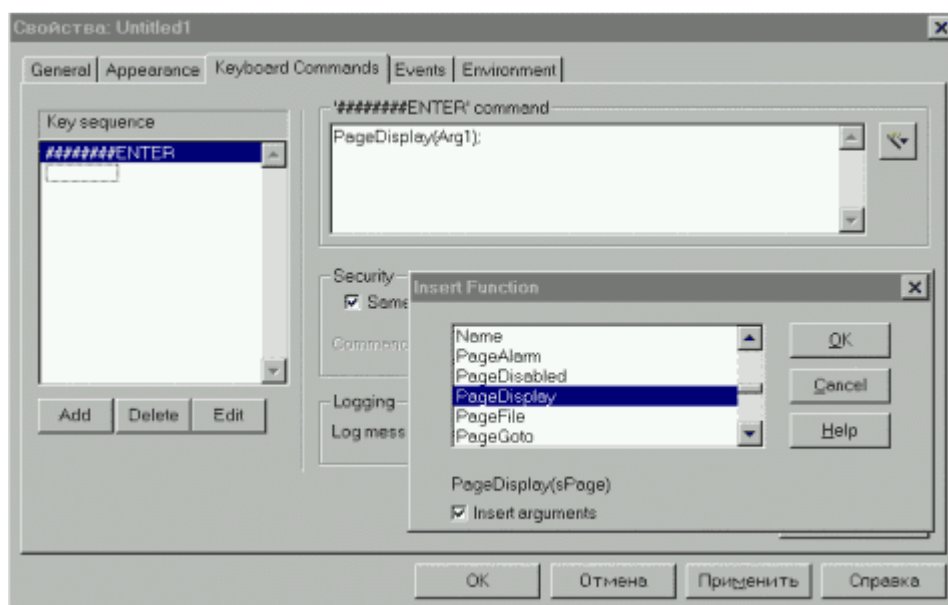 Свойства: Untitled1
General Appearance Keyboard Commands Events Environment
Key sequence
########ENTER
'########ENTER' command
PageDisplay(Arg1);
Security
Same
Commend
Logging
Log mess
Add Delete Edit
Insert Function
Name
PageAlarm
PageDisabled
PageDisplay
PageFile
PageGoto
OK
Cancel
Help
PageDisplay(sPage)
Insert arguments
OK Отмена Применить Справка